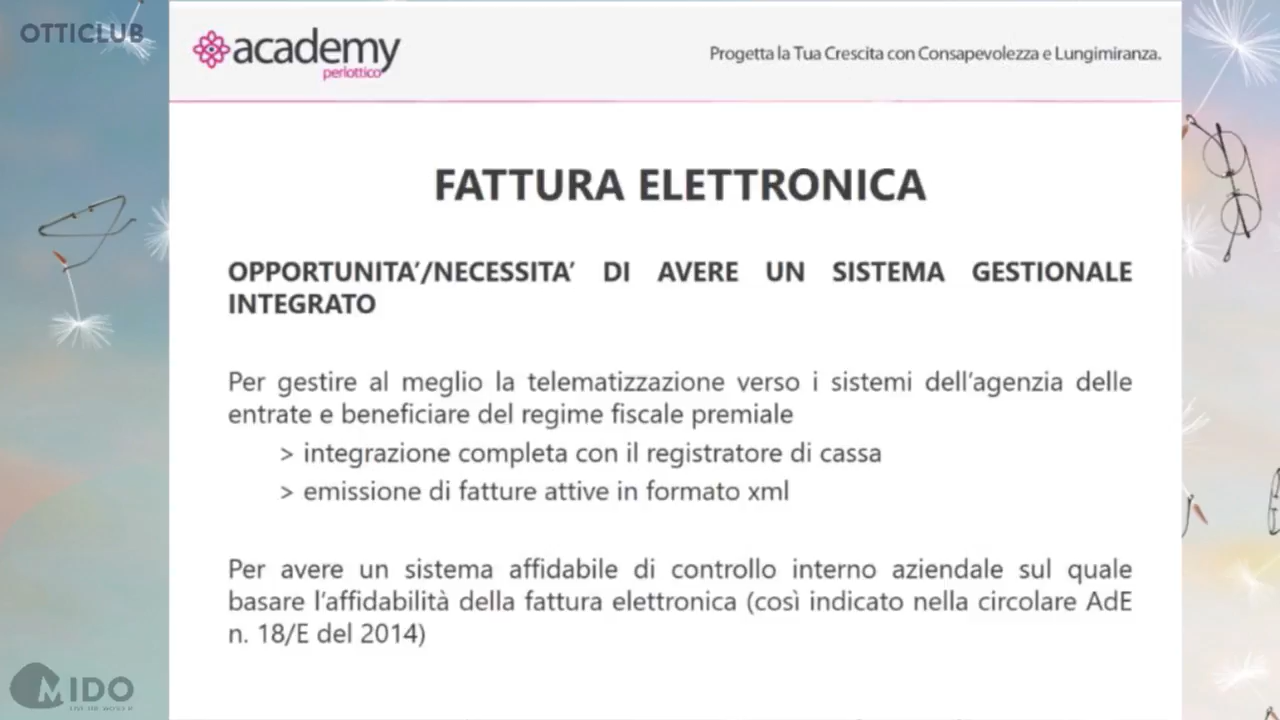 OTTICLUB
academy
periottico
Progetta la Tua Crescita con Consapevolezza e Lungimiranza.
FATTURA ELETTRONICA
OPPORTUNITA’/NECESSITA’ DI AVERE UN SISTEMA GESTIONALE
INTEGRATO
Per gestire al meglio la telematizzazione verso i sistemi dell’agenzia delle
entrate e beneficiare del regime fiscale premiale
> integrazione completa con il registratore di cassa
> emissione di fatture attive in formato xml
Per avere un sistema affidabile di controllo interno aziendale sul quale
basare l’affidabilità della fattura elettronica (così indicato nella circolare AdE
n. 18/E del 2014)
MIDO